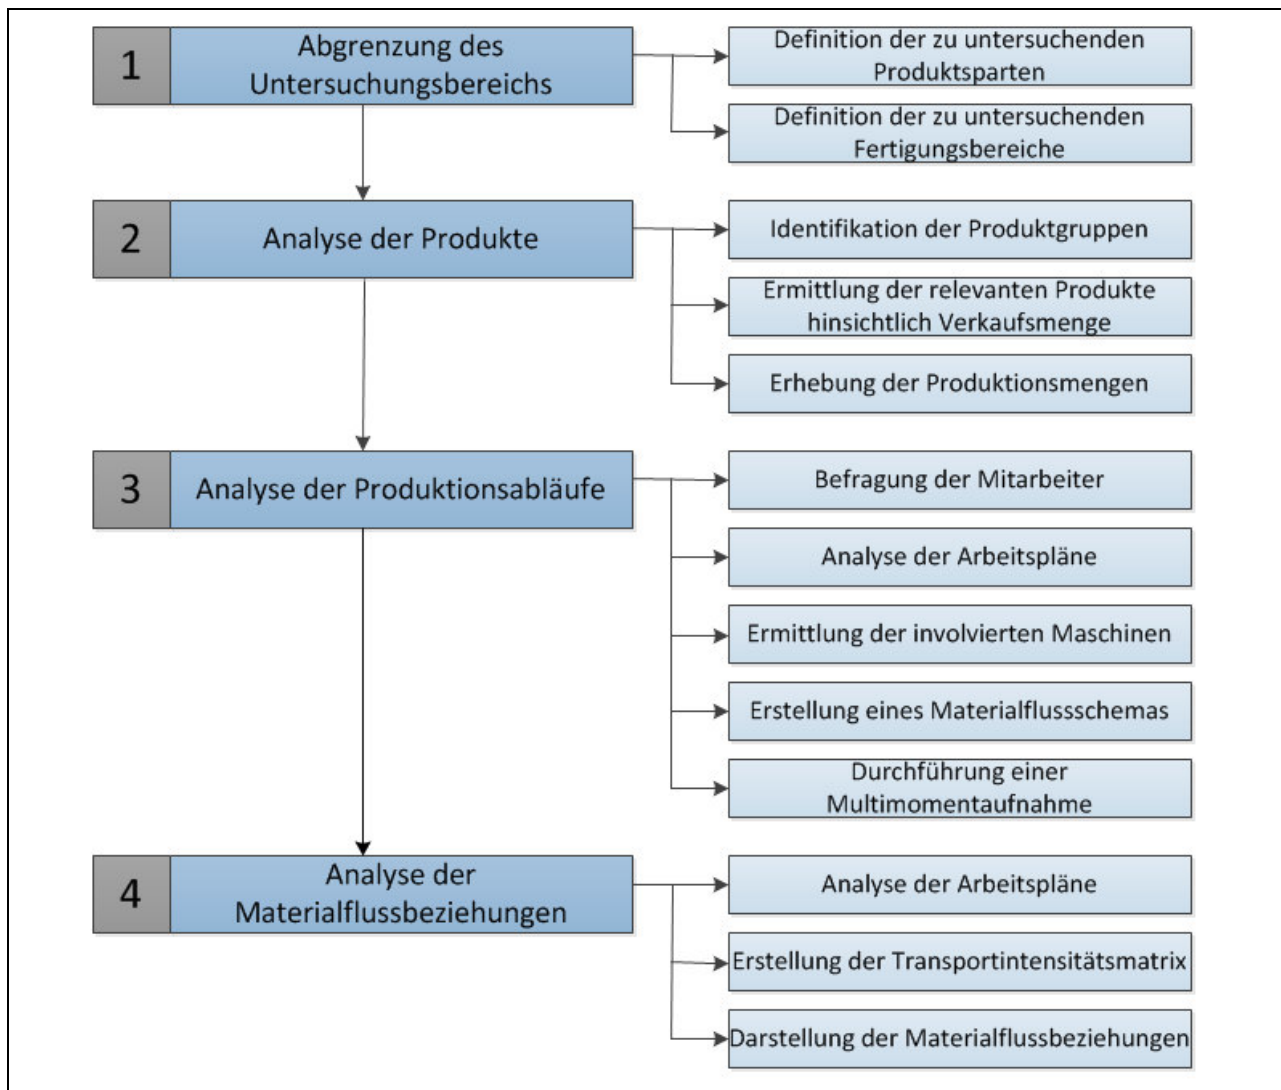 1
Abgrenzung des
Untersuchungsbereichs
Definition der zu untersuchenden
Produktsparten
Definition der zu untersuchenden
Fertigungsbereiche
2
Analyse der Produkte
Identifikation der Produktgruppen
Ermittlung der relevanten Produkte
hinsichtlich Verkaufsmenge
Erhebung der Produktionsmengen
3
Analyse der Produktionsabläufe
Befragung der Mitarbeiter
Analyse der Arbeitspläne
Ermittlung der involvierten Maschinen
Erstellung eines Materialflussschemas
Durchführung einer
Multimomentaufnahme
4
Analyse der
Materialflussbeziehungen
Analyse der Arbeitspläne
Erstellung der Transportintensitätsmatrix
Darstellung der Materialflussbeziehungen